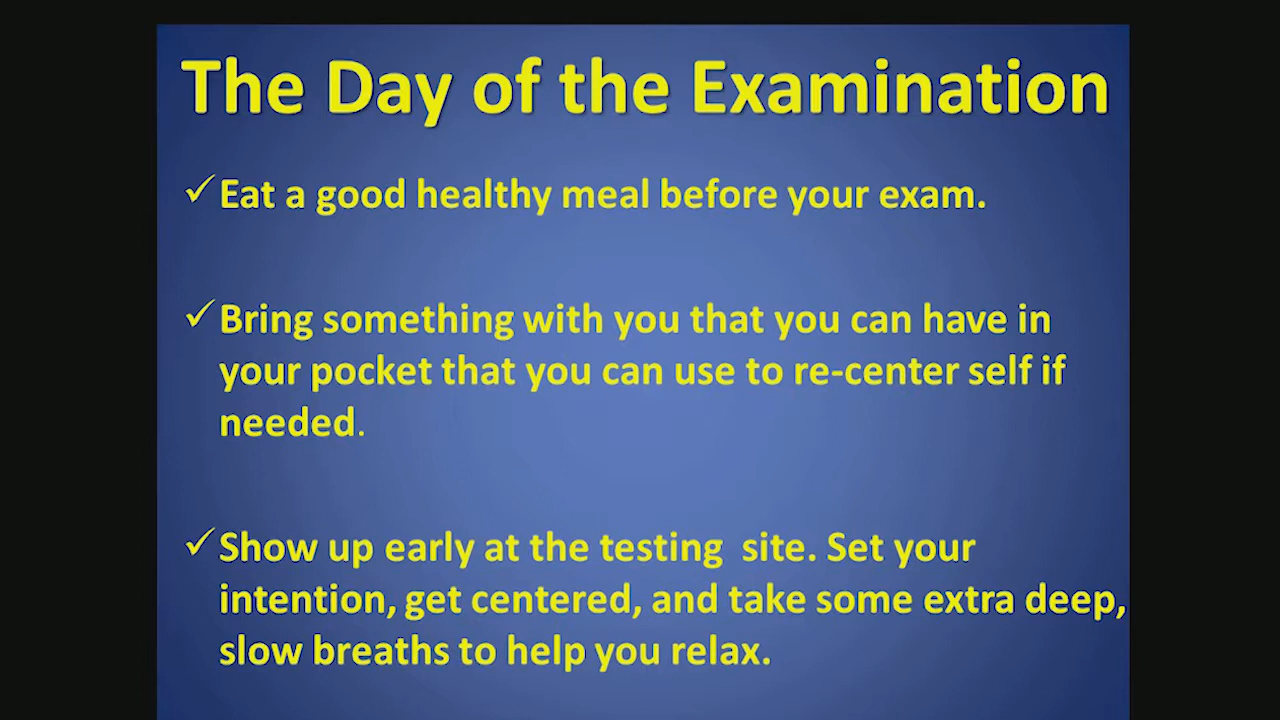 The Day of the Examination
✓Eat a good healthy meal before your exam.
✓Bring something with you that you can have in
your pocket that you can use to re-center self if
needed.
✓Show up early at the testing  site. Set your
intention, get centered, and take some extra deep,
slow breaths to help you relax.